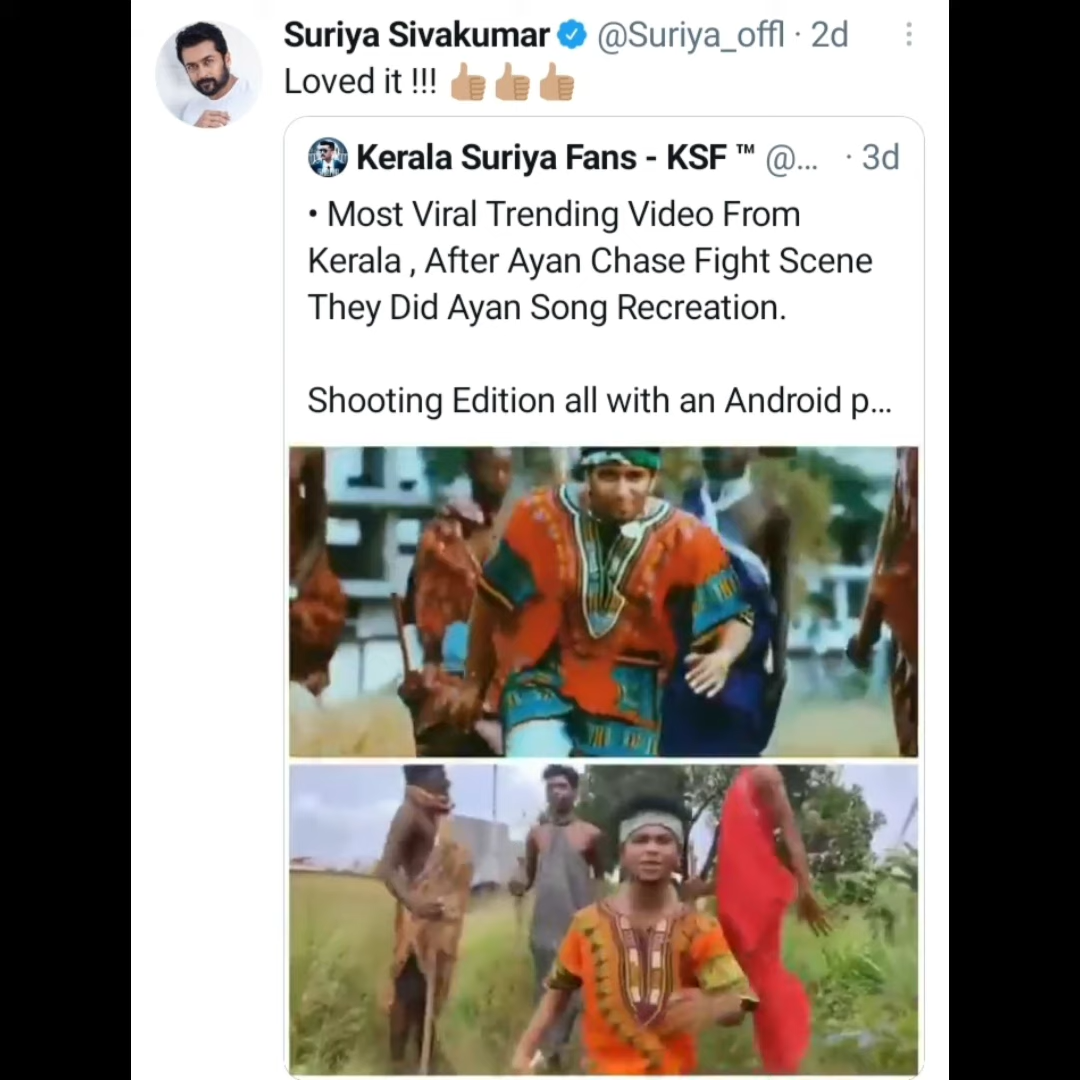 Suriya Sivakumar @Suriya_offl · 2d
Loved it !!! 👍🏽👍🏽👍🏽
Kerala Suriya Fans - KSF ™ @... · 3d
• Most Viral Trending Video From
Kerala , After Ayan Chase Fight Scene
They Did Ayan Song Recreation.
Shooting Edition all with an Android p...